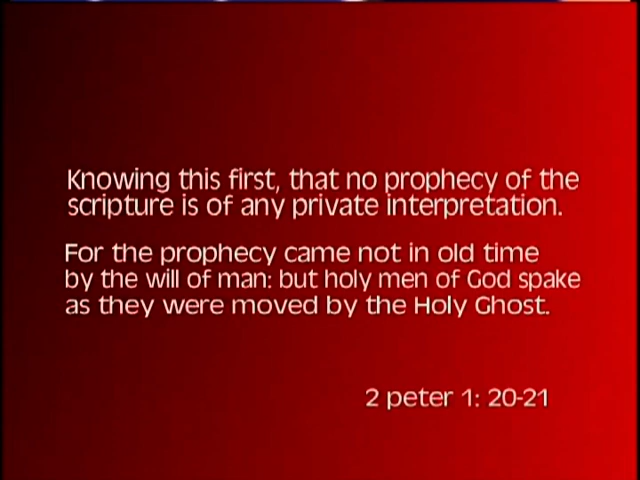 Knowing this first, that no prophecy of the
scripture is of any private interpretation.
For the prophecy came not in old time
by the will of man: but holy men of God spake
as they were moved by the Holy Ghost.
2 peter 1: 20-21